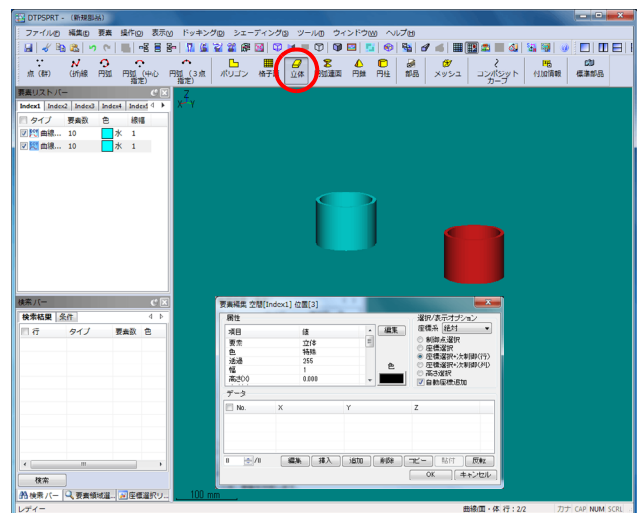 DTPSPRT - （新規部品）
ファイル(F) 編集(E) 要素 操作(O) 表示(V) ドッキング(D) シェーディング(S) ツール(T) ウィンドウ(W) ヘルプ(H)
点（群） (折)線 円弧 円弧（中心指定） 円弧（3点指定） ポリゴン 立体 円錐 円柱 部品 メッシュ コンポジットカーブ 付加情報 標準部品
要素リストバー
Index1 Index2 Index3 Index4 Index5
タイプ 要素数 色 線幅
曲線... 10 水 1
曲線... 10 水 1
Z
X Y
検索バー
検索結果 条件
行 タイプ 要素数 色
検索
検索バー 要素領域選... 座標選択リ...
100 mm
要素編集 空間[Index1] 位置[3]
属性
項目 値
要素 立体
色 特殊
透過 255
幅 1
高さ(X) 0.000
編集
色
選択/表示オプション
座標系 絶対
制御点選択
座標選択
座標選択+次制御(行)
座標選択+次制御(列)
高さ選択
自動座標追加
データ
No. X Y Z
0 /0 編集 挿入 追加 削除 コピー 貼付 反転
OK キャンセル
レディー
曲線面・体 行：2/2 カナ CAP NUM SCRL